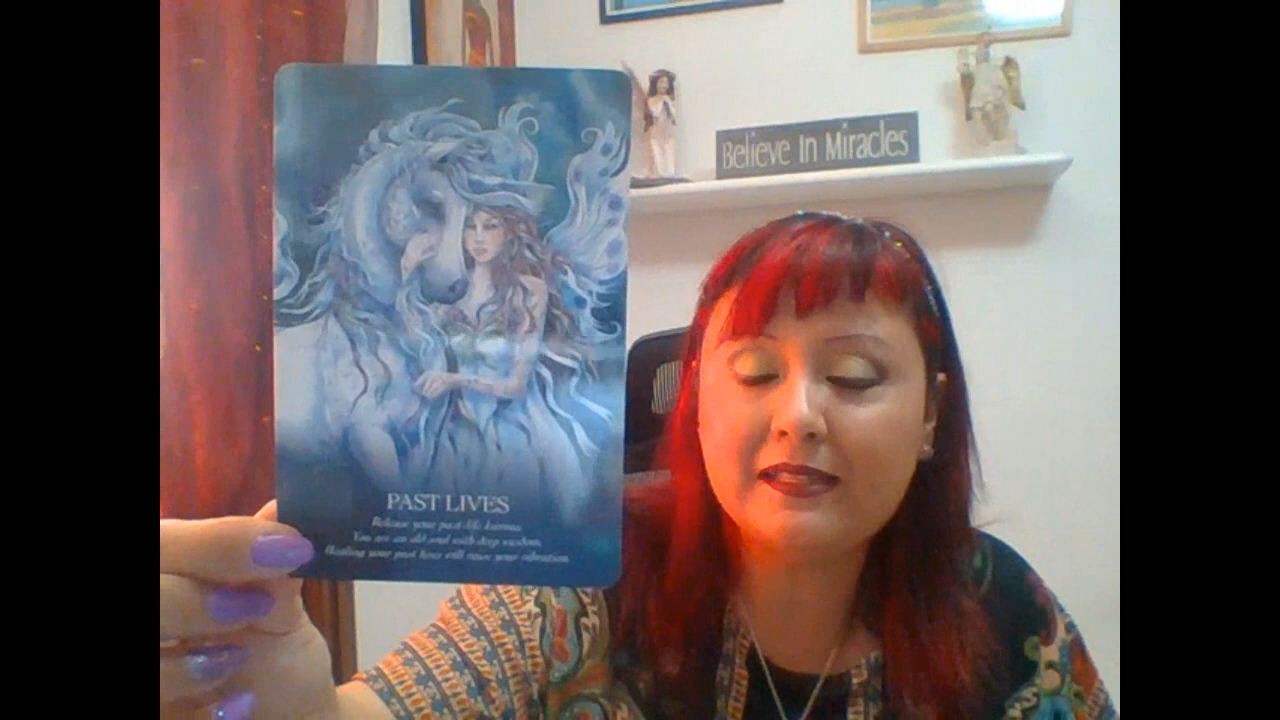 Believe In Miracles
PAST LIVES
Release your past-life karma.
You are an old soul with deep wisdom.
Healing your past lives will raise your vibration.